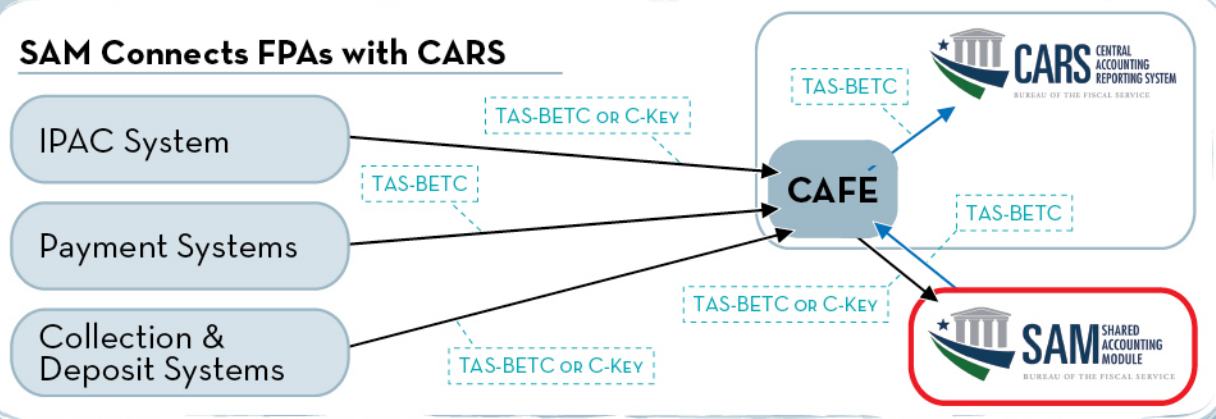 SAM Connects FPAs with CARS
IPAC System
Payment Systems
Collection &
Deposit Systems
TAS-BETC OR C-KEY
TAS-BETC
TAS-BETC OR C-KEY
CAFÉ
TAS-BETC
CARS
CENTRAL
ACCOUNTING
REPORTING SYSTEM
BUREAU OF THE FISCAL SERVICE
TAS-BETC
TAS-BETC OR C-KEY
SAM
SHARED
ACCOUNTING
MODULE
BUREAU OF THE FISCAL SERVICE